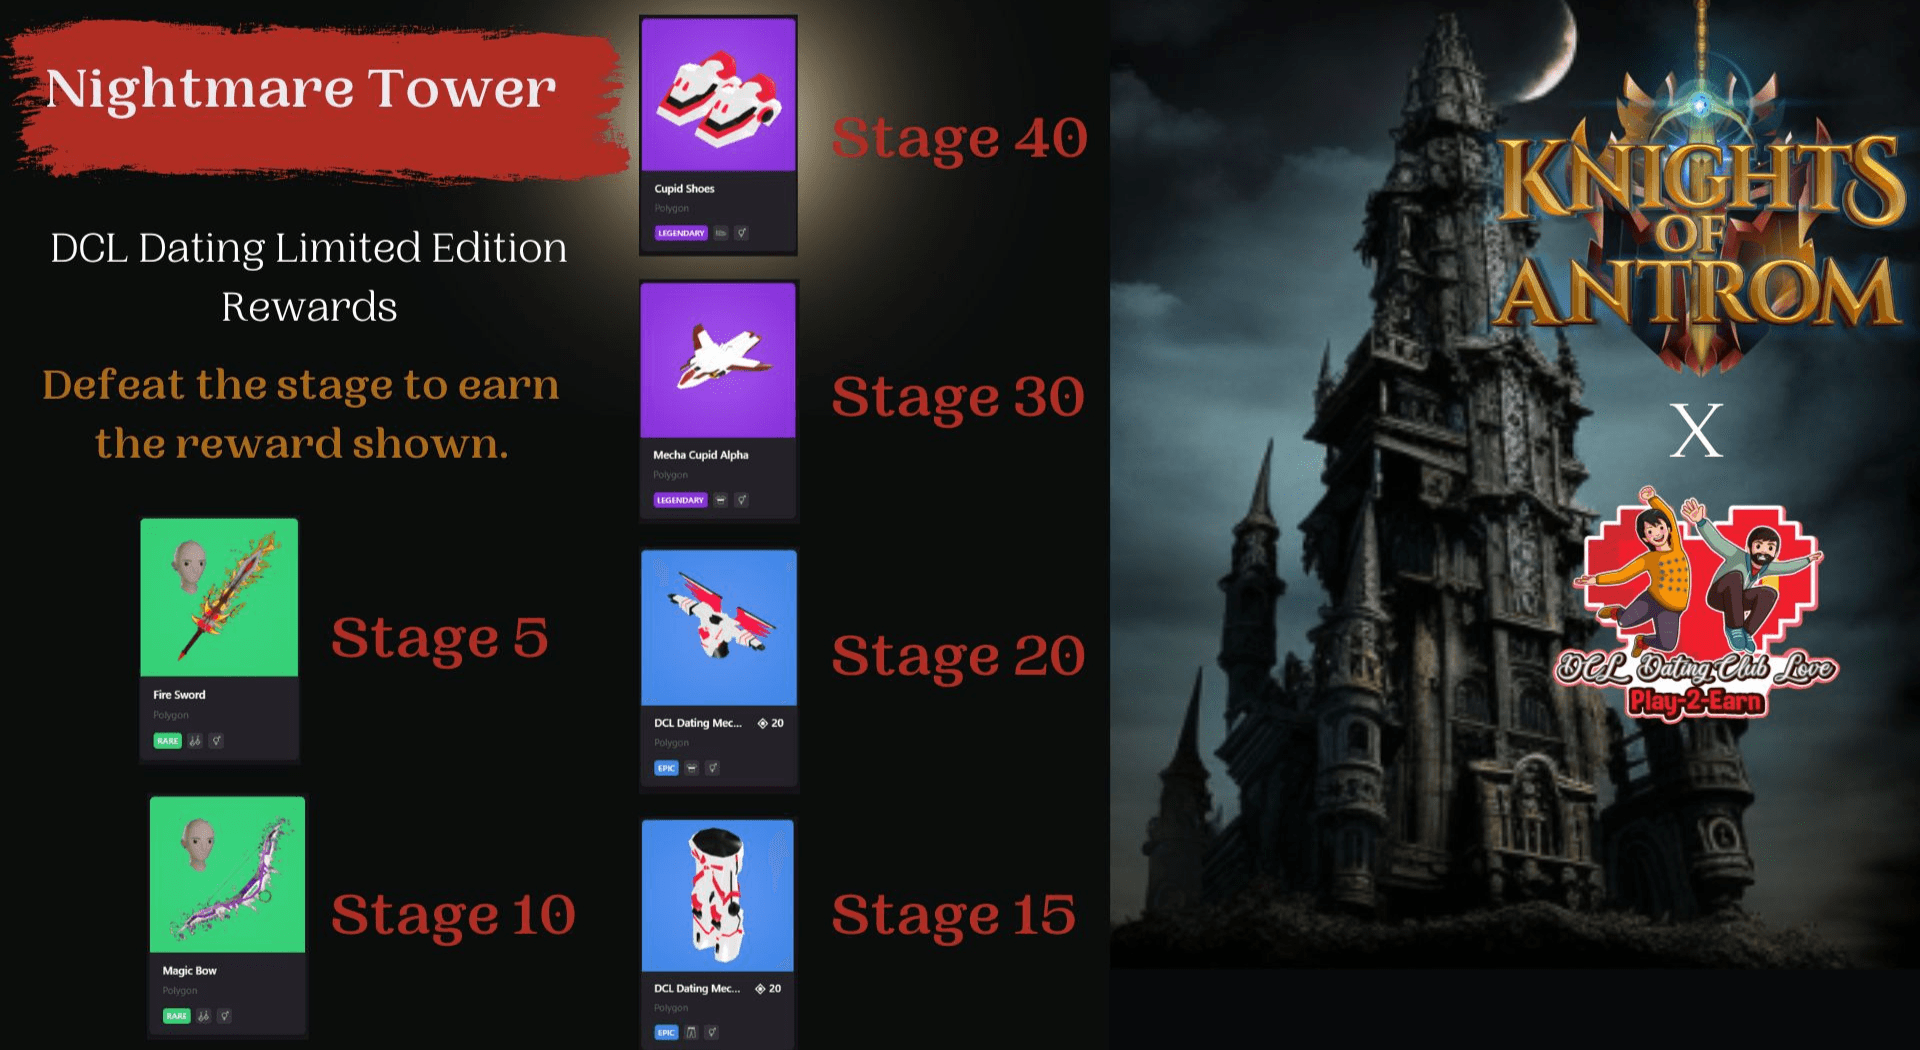 Nightmare Tower
DCL Dating Limited Edition
Rewards
Defeat the stage to earn
the reward shown.
Fire Sword
Polygon
RARE
Stage 5
Magic Bow
Polygon
RARE
Stage 10
Cupid Shoes
Polygon
LEGENDARY
Stage 40
Mecha Cupid Alpha
Polygon
LEGENDARY
Stage 30
DCL Dating Mec... 20
Polygon
EPIC
Stage 20
DCL Dating Mec... 20
Polygon
EPIC
Stage 15
KNIGHTS
OF
ANTROM
X
DCL Dating Club Love
Play-2-Earn